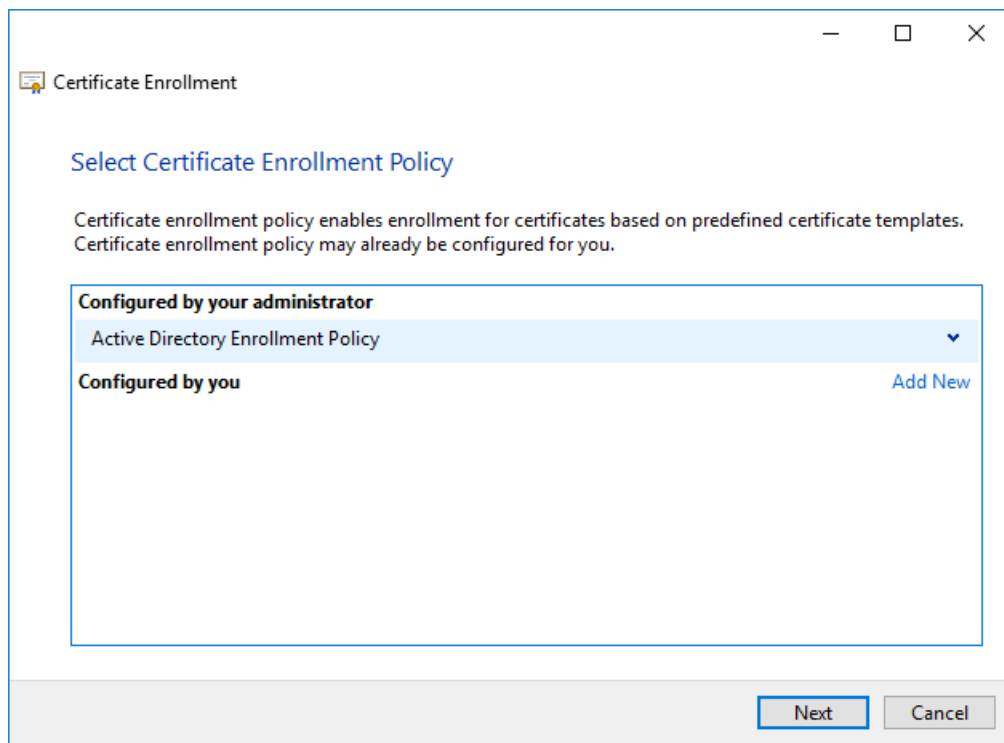 Certificate Enrollment
Select Certificate Enrollment Policy
Certificate enrollment policy enables enrollment for certificates based on predefined certificate templates.
Certificate enrollment policy may already be configured for you.
Configured by your administrator
Active Directory Enrollment Policy
Configured by you Add New
Next Cancel